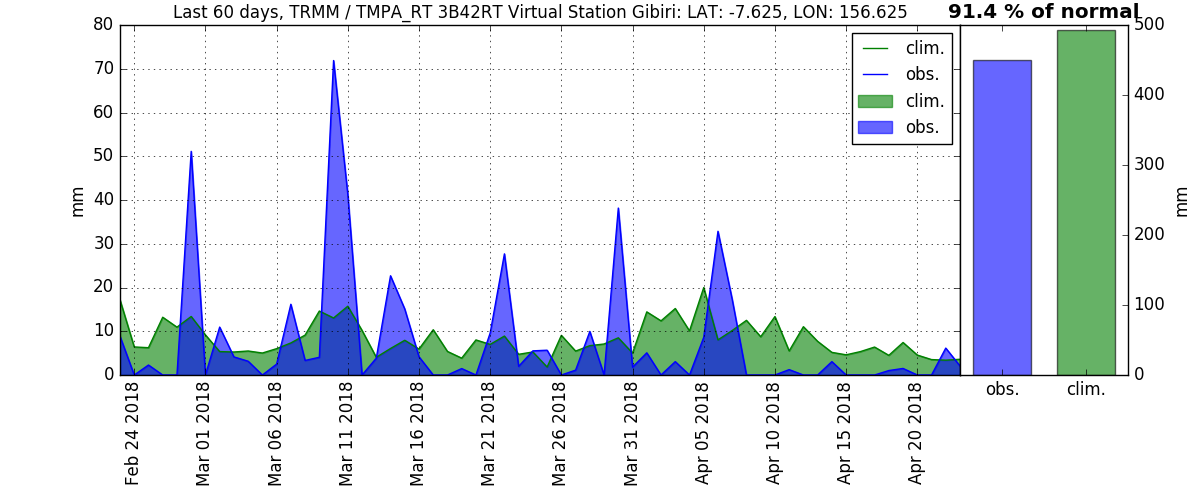 Last 60 days, TRMM / TMPA_RT 3B42RT Virtual Station Gibiri: LAT: -7.625, LON: 156.625
91.4 % of normal
80
70
60
50
40
30
20
10
0
mm
clim.
obs.
clim.
obs.
500
400
300
200
100
0
mm
obs.
clim.
Feb 24 2018
Mar 01 2018
Mar 06 2018
Mar 11 2018
Mar 16 2018
Mar 21 2018
Mar 26 2018
Mar 31 2018
Apr 05 2018
Apr 10 2018
Apr 15 2018
Apr 20 2018